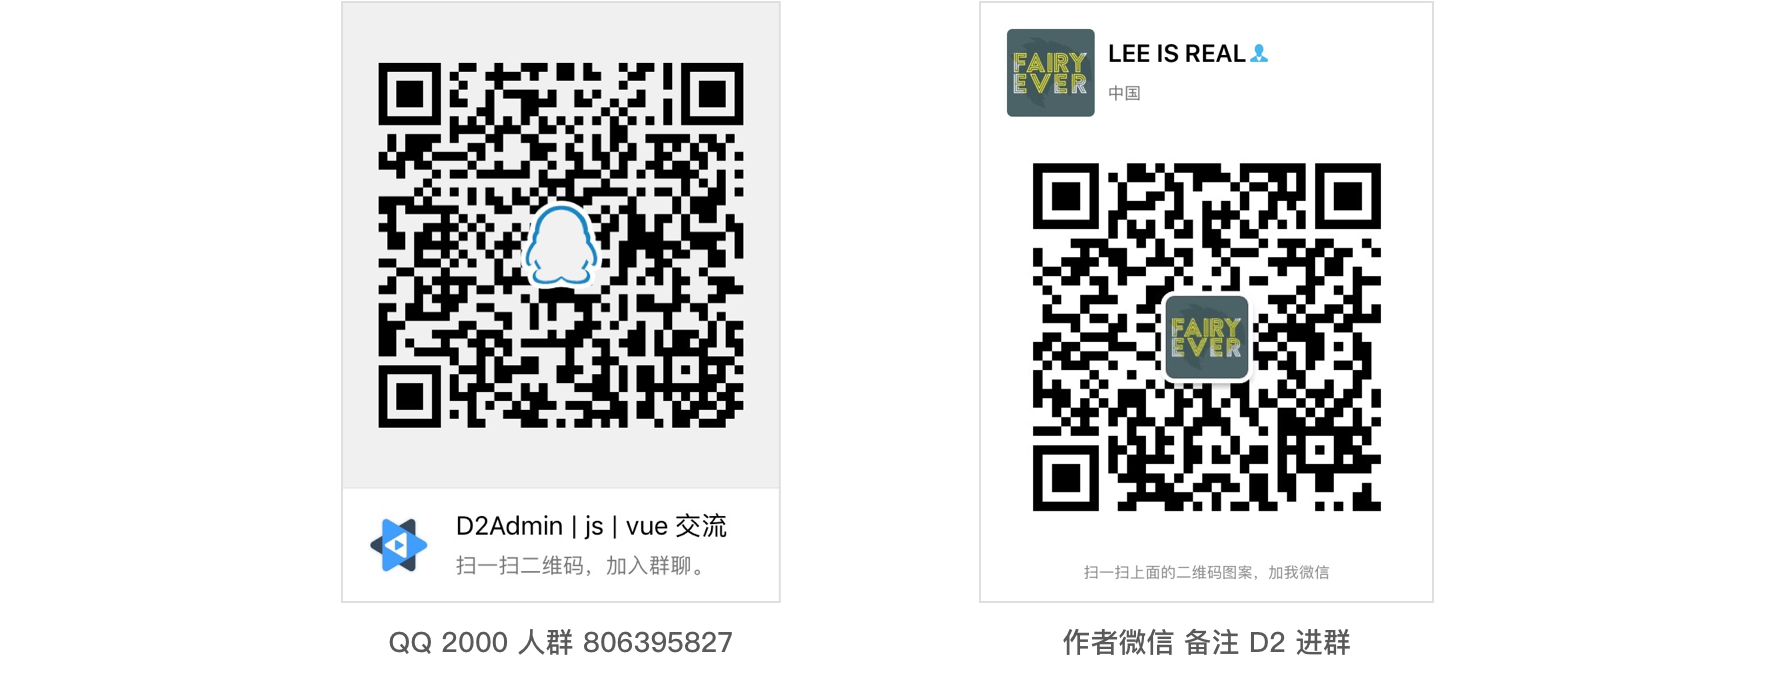 D2Admin | js | vue 交流
扫一扫二维码，加入群聊。
QQ 2000 人群 806395827
FAIRY
EVER
LEE IS REAL
中国
FAIRY
EVER
扫一扫上面的二维码图案，加我微信
作者微信 备注 D2 进群